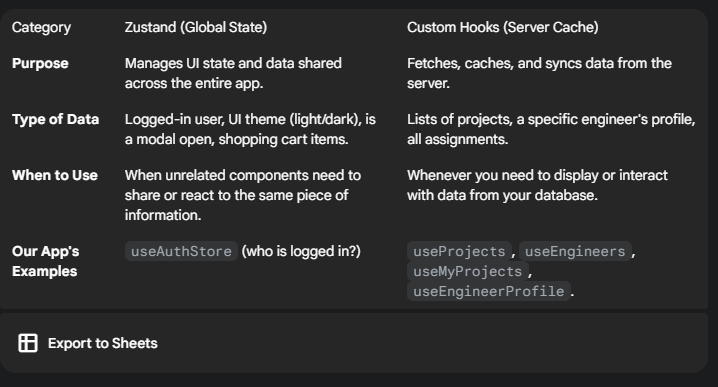 Category Zustand (Global State) Custom Hooks (Server Cache)
Purpose Manages UI state and data shared Fetches, caches, and syncs data from the
across the entire app. server.
Type of Data Logged-in user, UI theme (light/dark), is Lists of projects, a specific engineer's profile,
a modal open, shopping cart items. all assignments.
When to Use When unrelated components need to Whenever you need to display or interact
share or react to the same piece of with data from your database.
information.
Our App's useAuthStore (who is logged in?) useProjects, useEngineers,
Examples useMyProjects,
useEngineerProfile.
Export to Sheets